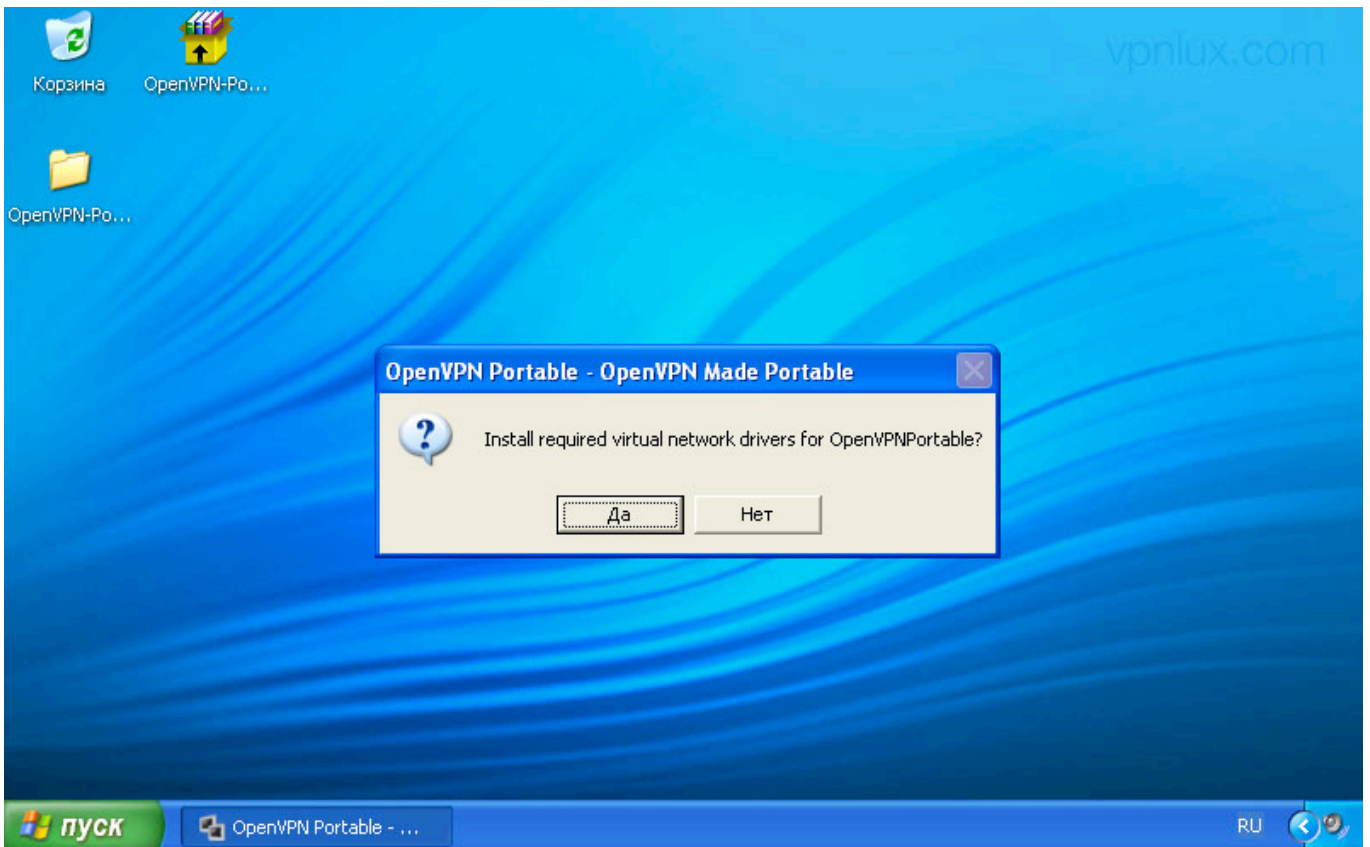 vpnlux.com
Корзина
OpenVPN-Po...
OpenVPN-Po...
OpenVPN Portable - OpenVPN Made Portable
Install required virtual network drivers for OpenVPNPortable?
Да
Нет
пуск
OpenVPN Portable - ...
RU